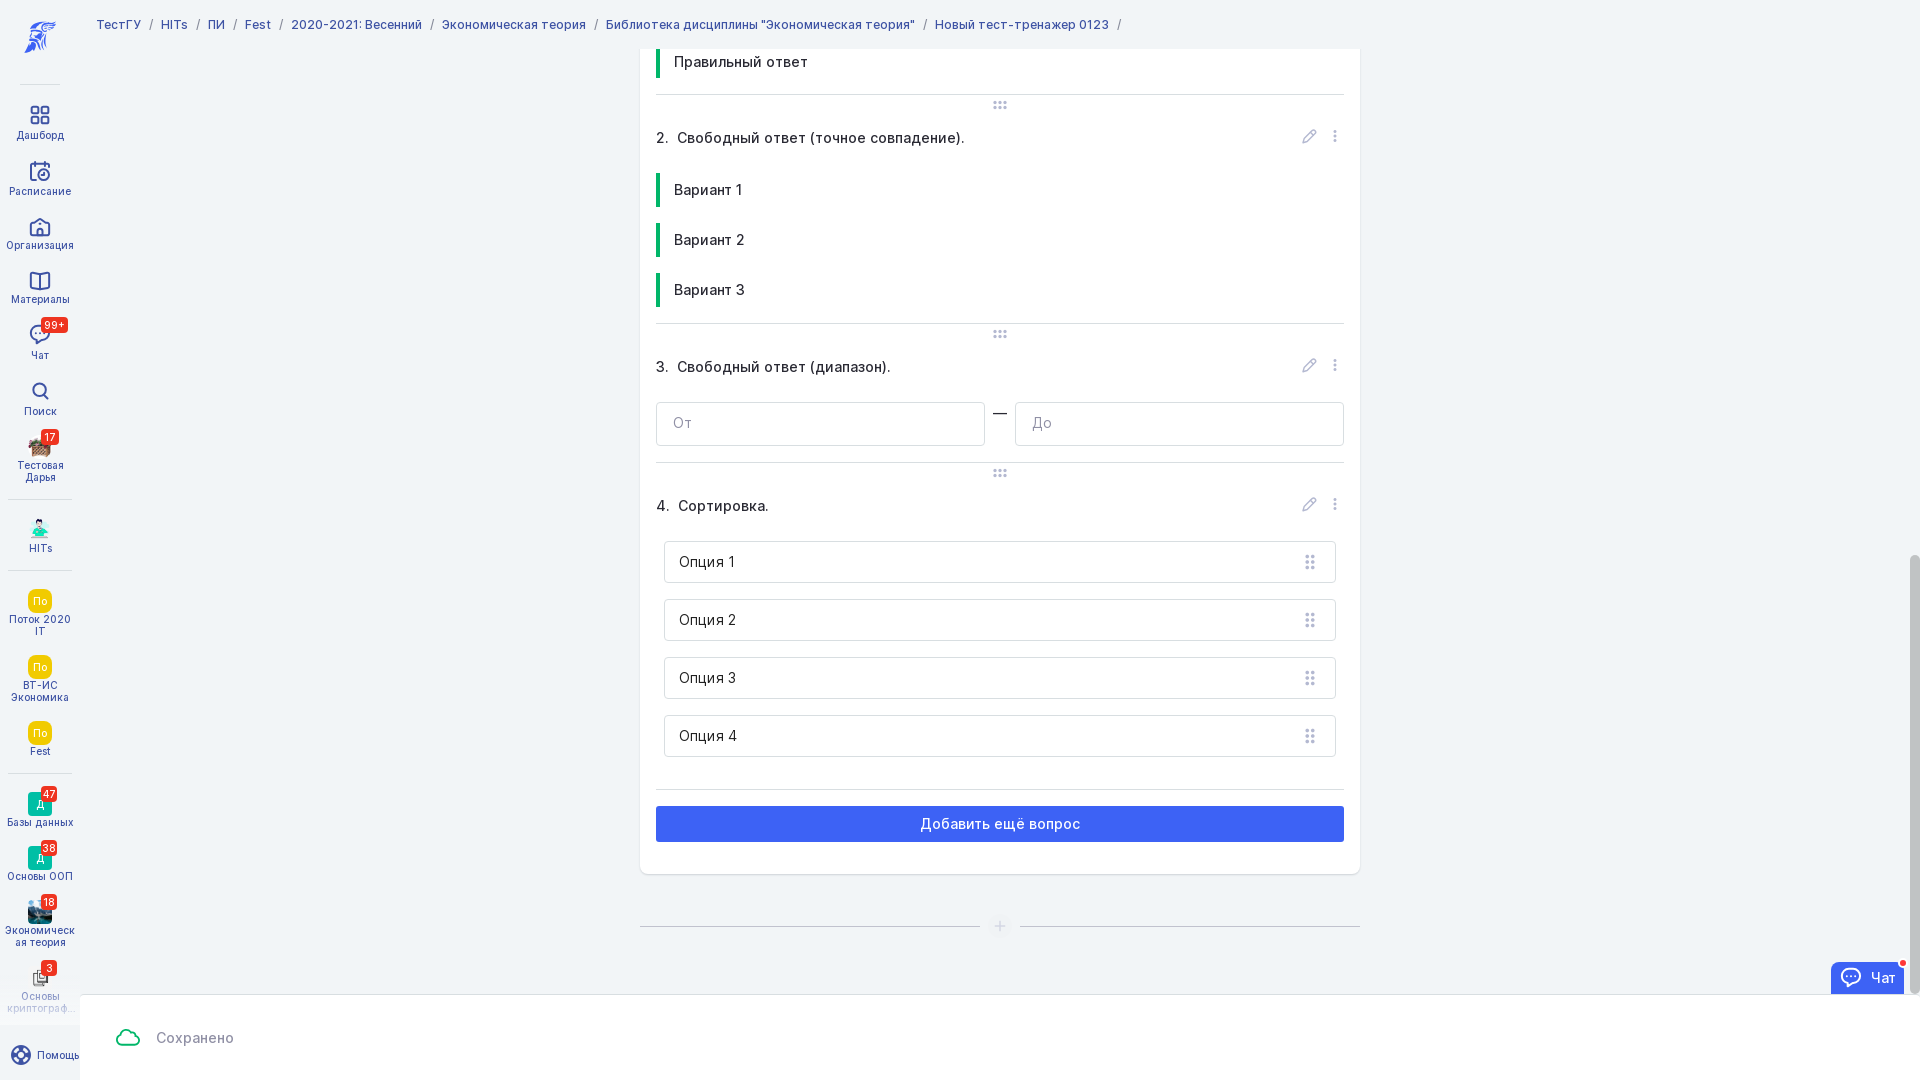 ТестГУ / HITs / ПИ / Fest / 2020-2021: Весенний / Экономическая теория / Библиотека дисциплины "Экономическая теория" / Новый тест-тренажер 0123 /
Дашборд
Расписание
Организация
Материалы
99+
Чат
Поиск
17
Тестовая
Дарья
HITs
По
Поток 2020
IT
По
ВТ-ИС
Экономика
По
Fest
47
Д
Базы данных
38
Д
Основы ООП
18
Экономическ
ая теория
3
Основы
криптограф...
Помощь
Правильный ответ
2. Свободный ответ (точное совпадение).
Вариант 1
Вариант 2
Вариант 3
3. Свободный ответ (диапазон).
От — До
4. Сортировка.
Опция 1
Опция 2
Опция 3
Опция 4
Добавить ещё вопрос
Чат
Сохранено